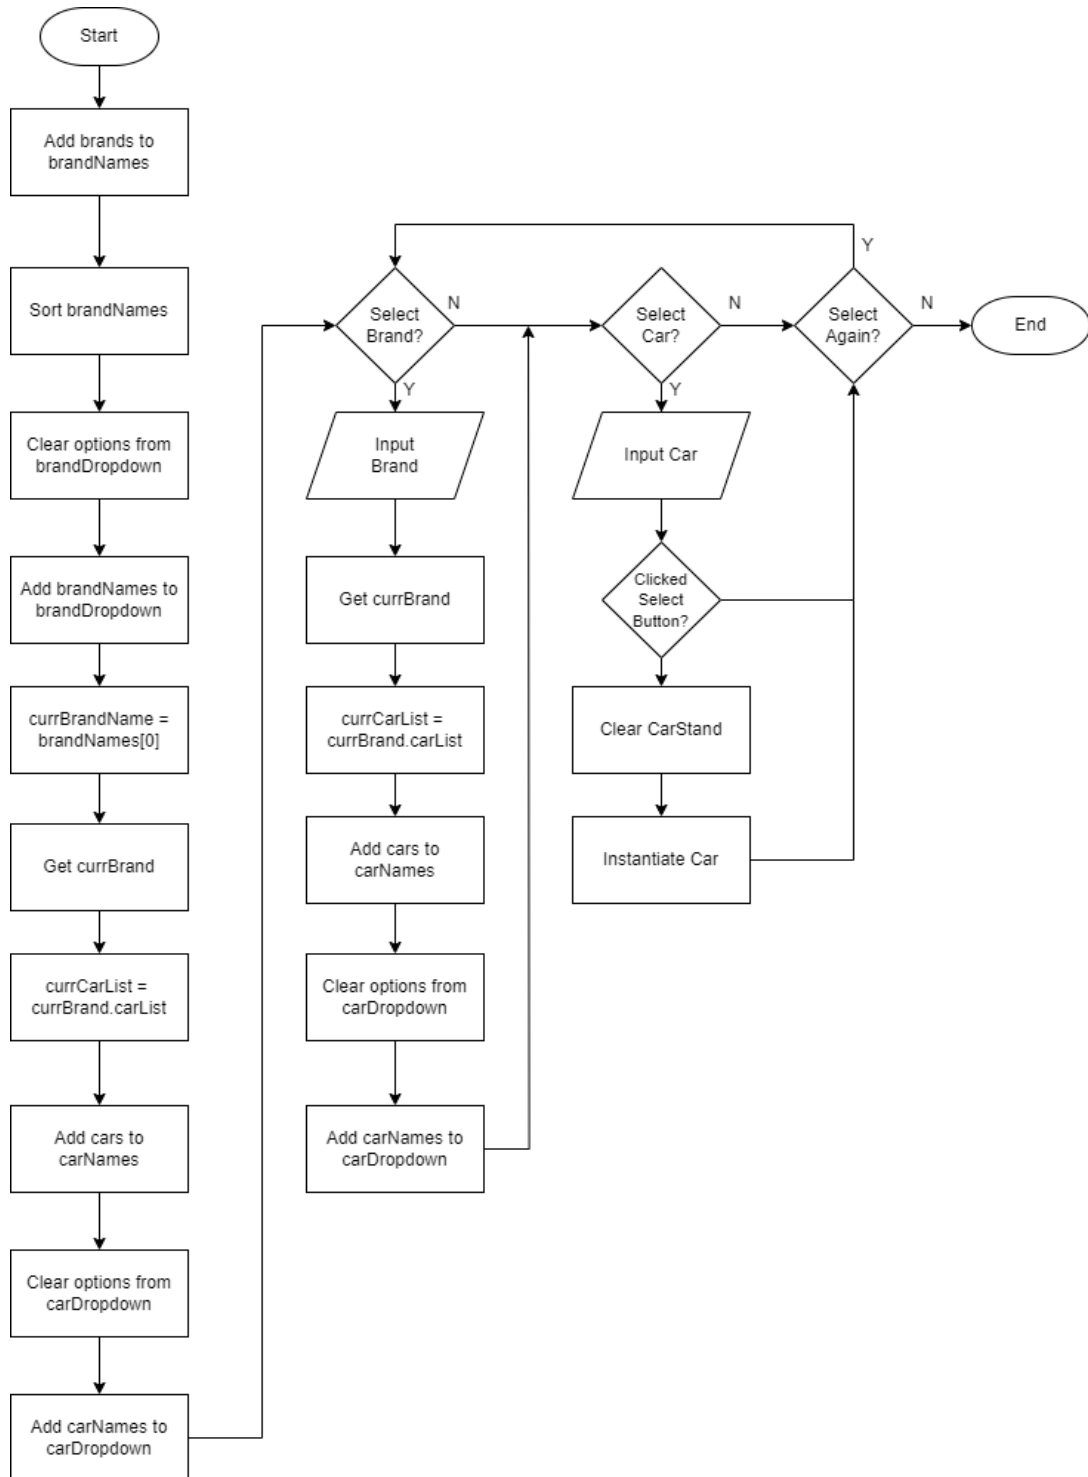 Start
Add brands to
brandNames
Sort brandNames
Clear options from
brandDropdown
Add brandNames to
brandDropdown
currBrandName =
brandNames[0]
Get currBrand
currCarList =
currBrand.carList
Add cars to
carNames
Clear options from
carDropdown
Add carNames to
carDropdown
Select
Brand?
N
Y
Input
Brand
Get currBrand
currCarList =
currBrand.carList
Add cars to
carNames
Clear options from
carDropdown
Add carNames to
carDropdown
Select
Car?
N
Y
Input Car
Clicked
Select
Button?
Clear CarStand
Instantiate Car
Y
Select
Again?
N
End